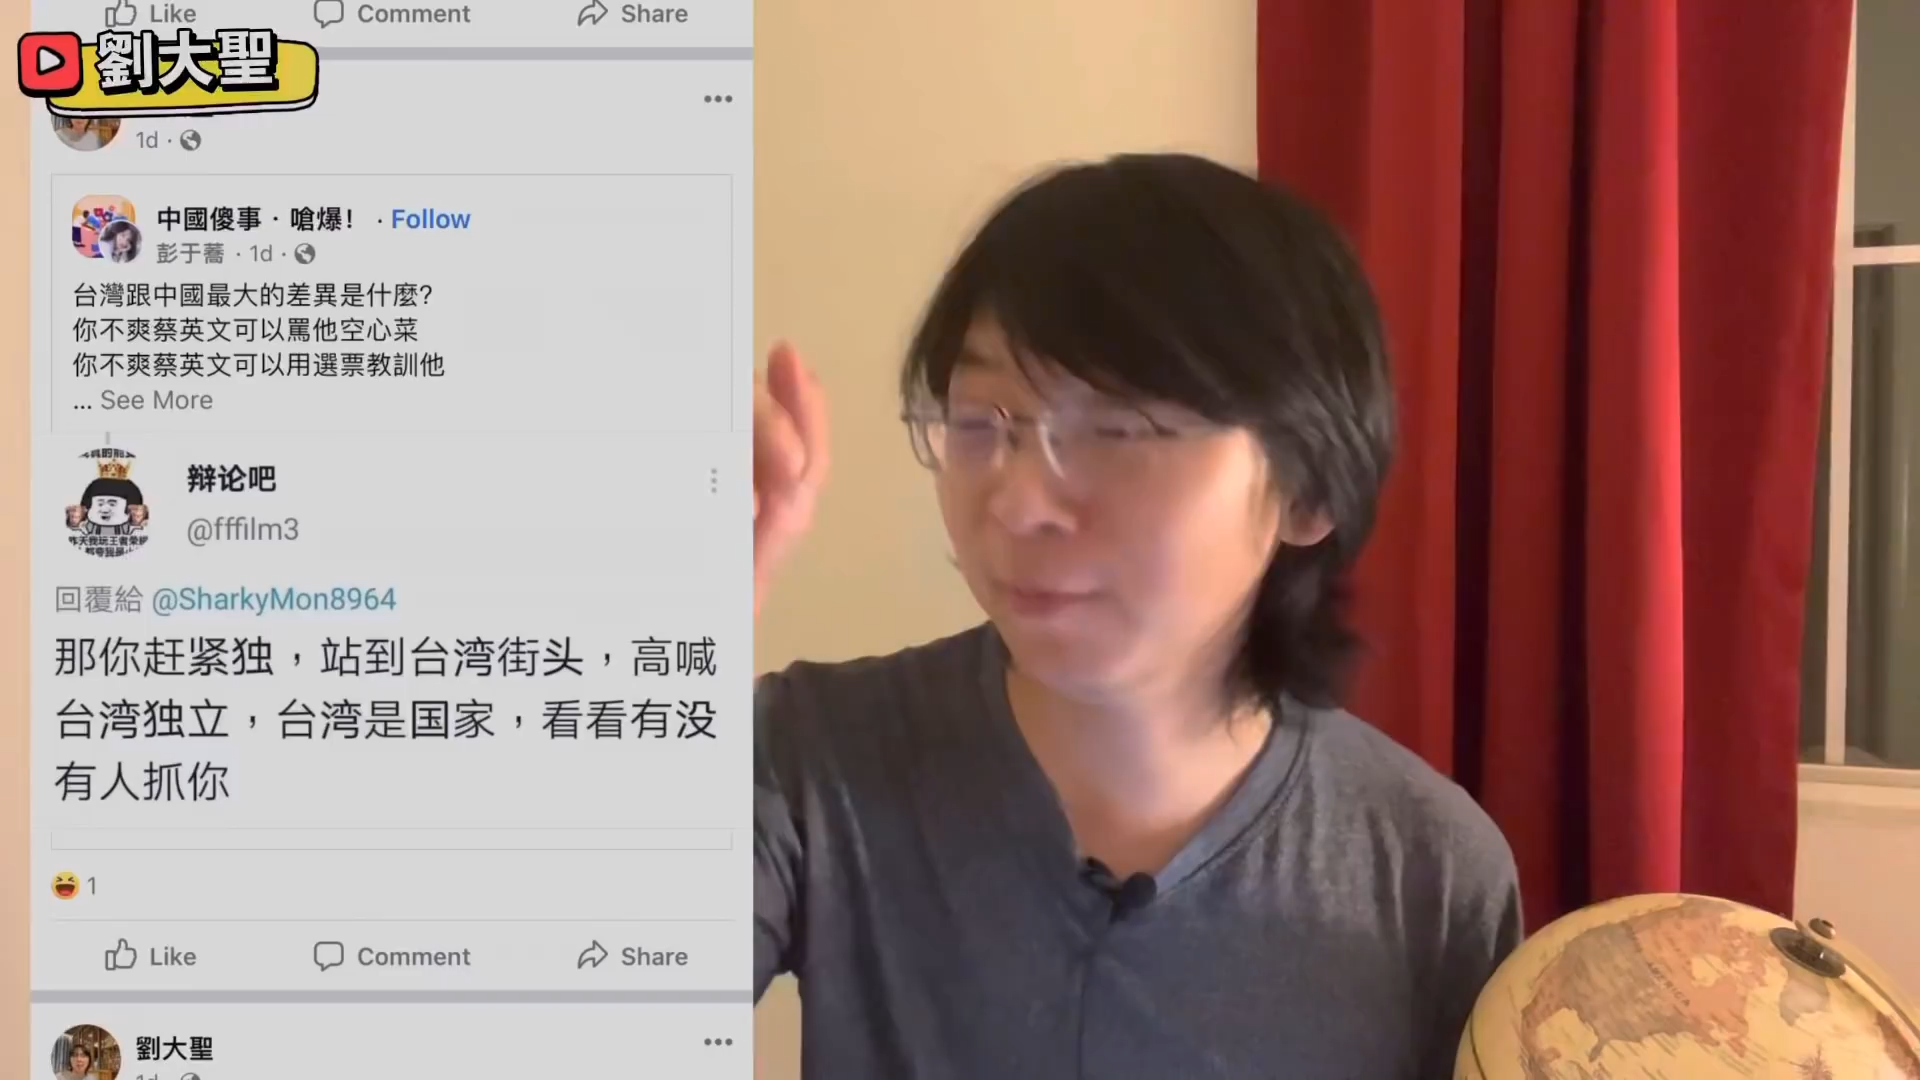 Like
Comment
Share
劉大聖
1d
中國傻事·嗆爆! · Follow
彭于蕎 · 1d ·
台灣跟中國最大的差異是什麼?
你不爽蔡英文可以罵他空心菜
你不爽蔡英文可以用選票教訓他
... See More
辩论吧
@fffilm3
回覆給 @SharkyMon8964
那你赶紧独，站到台湾街头，高喊
台湾独立，台湾是国家，看看有没
有人抓你
1
Like
Comment
Share
劉大聖
AMERICA